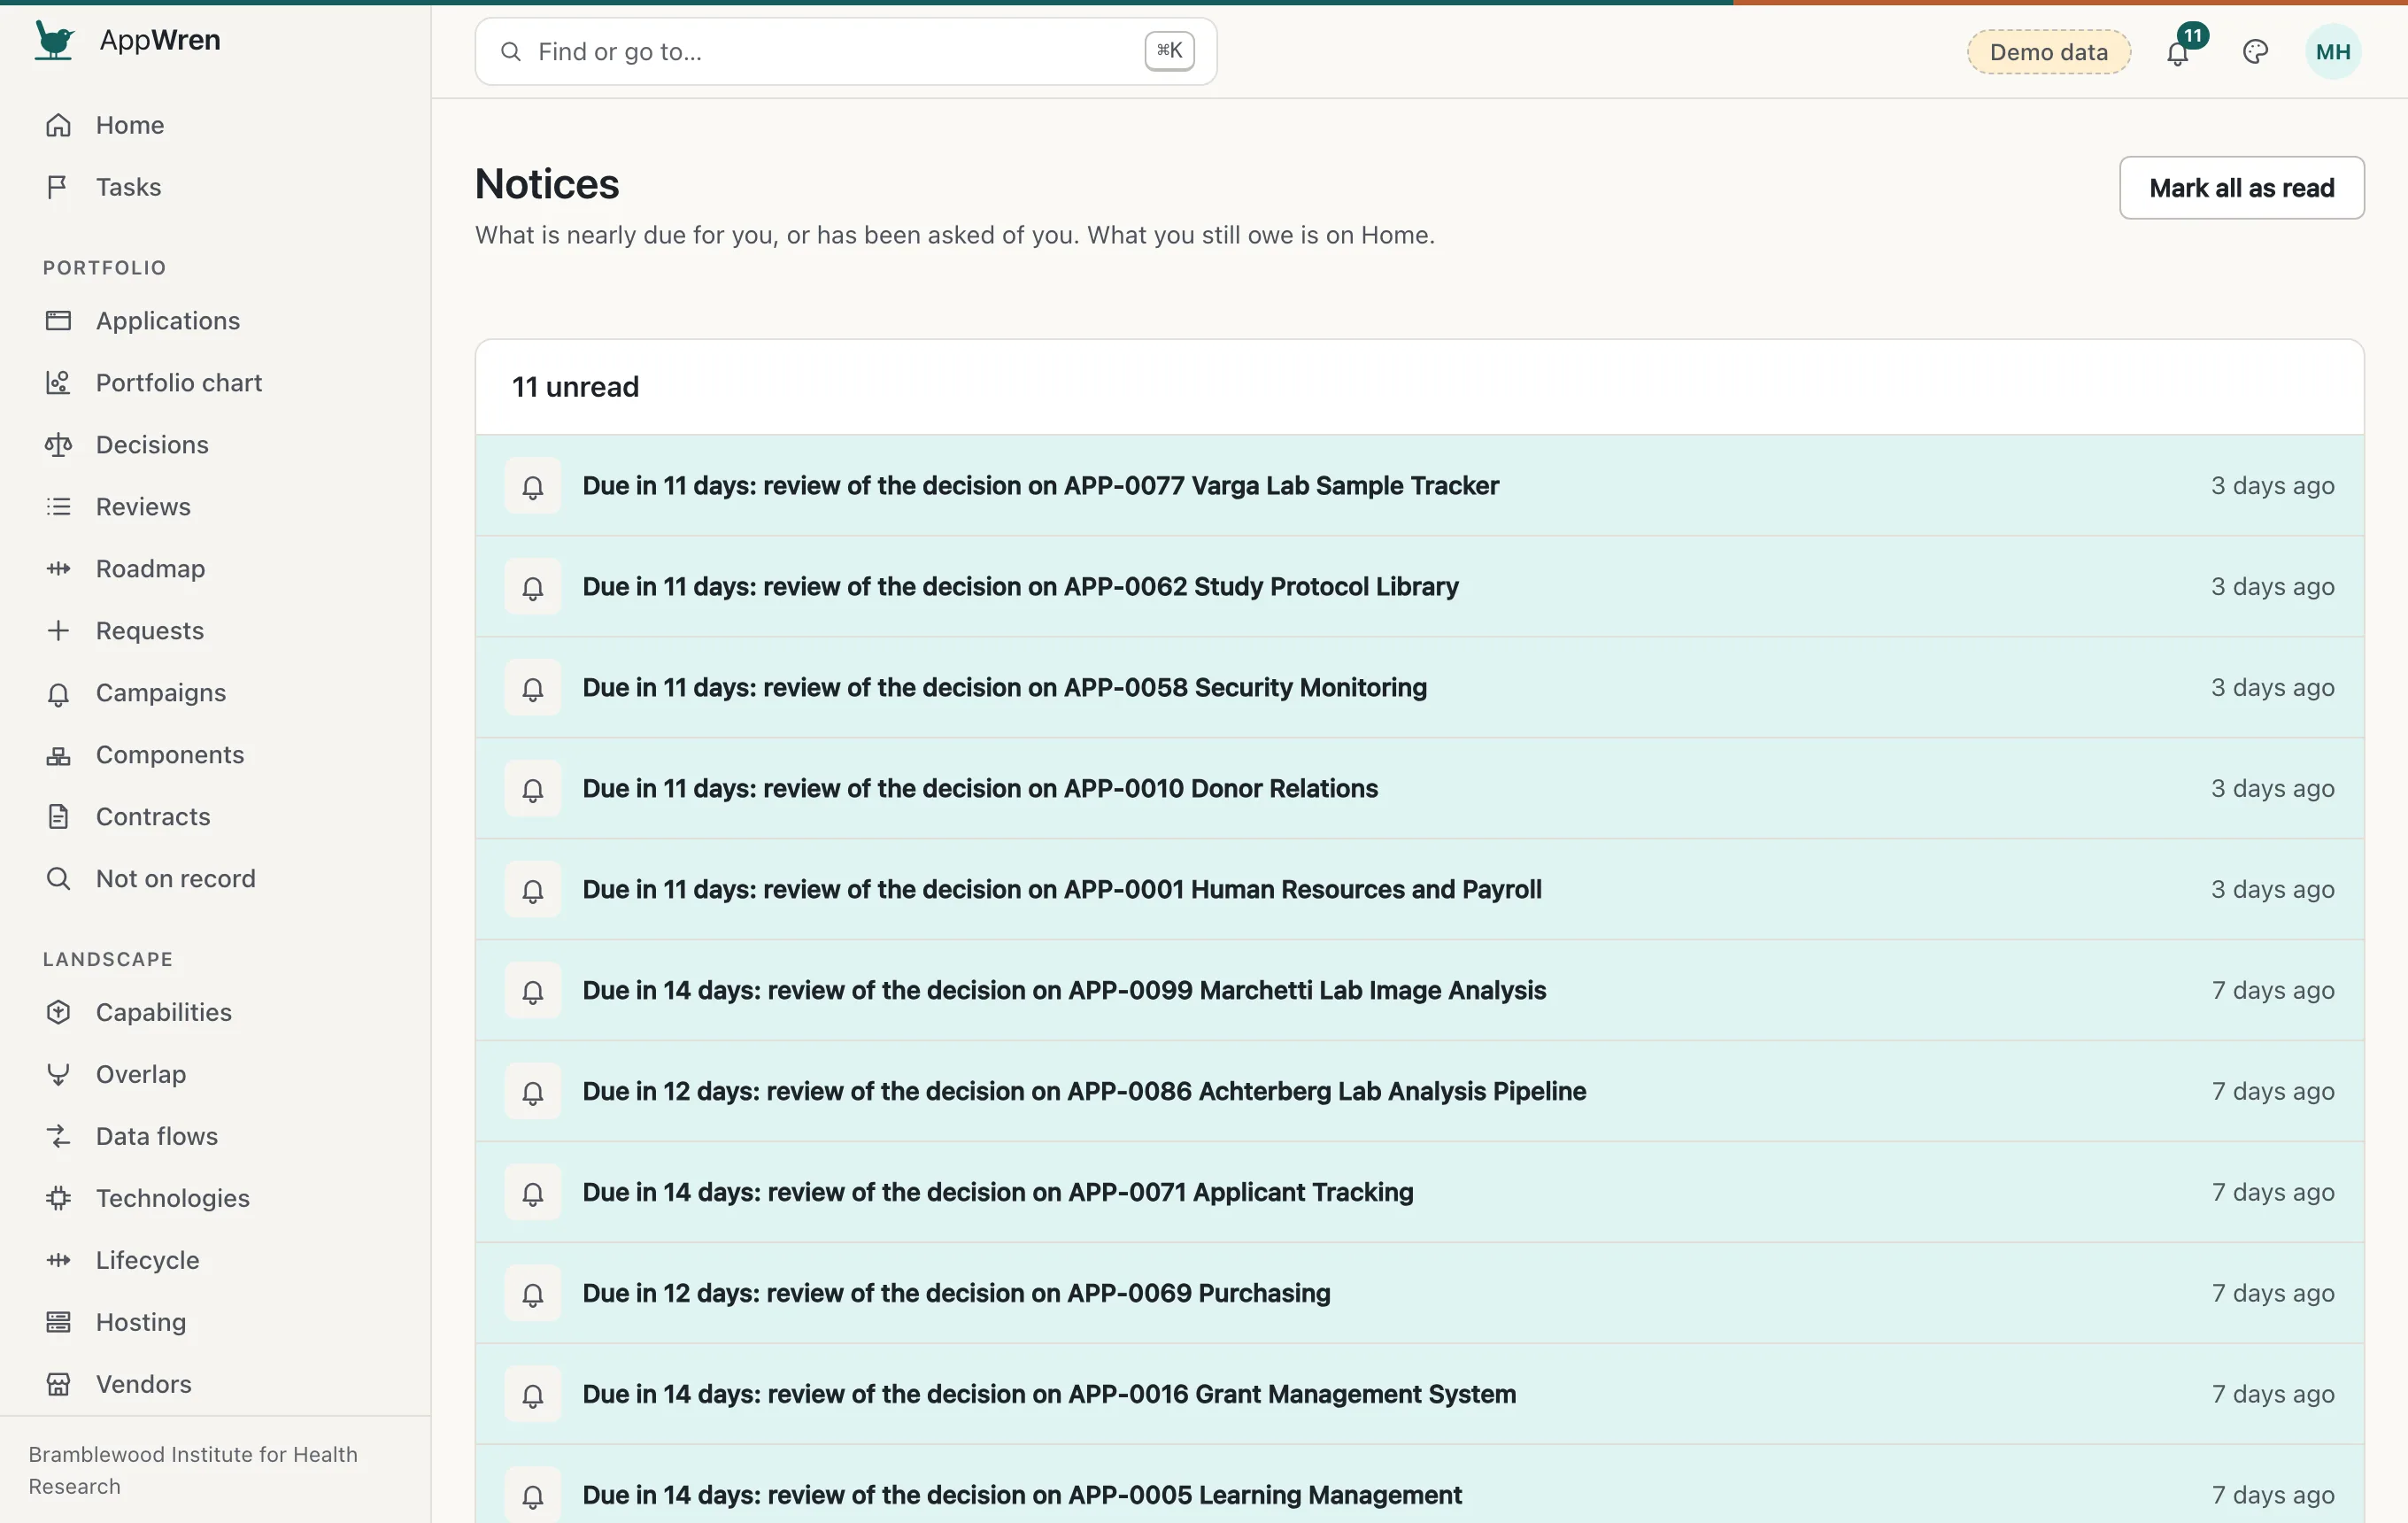 AppWren
Find or go to...
⌘K
Demo data
11
MH
Home
Tasks
PORTFOLIO
Applications
Portfolio chart
Decisions
Reviews
Roadmap
Requests
Campaigns
Components
Contracts
Not on record
LANDSCAPE
Capabilities
Overlap
Data flows
Technologies
Lifecycle
Hosting
Vendors
Bramblewood Institute for Health
Research
Notices
Mark all as read
What is nearly due for you, or has been asked of you. What you still owe is on Home.
11 unread
Due in 11 days: review of the decision on APP-0077 Varga Lab Sample Tracker 3 days ago
Due in 11 days: review of the decision on APP-0062 Study Protocol Library 3 days ago
Due in 11 days: review of the decision on APP-0058 Security Monitoring 3 days ago
Due in 11 days: review of the decision on APP-0010 Donor Relations 3 days ago
Due in 11 days: review of the decision on APP-0001 Human Resources and Payroll 3 days ago
Due in 14 days: review of the decision on APP-0099 Marchetti Lab Image Analysis 7 days ago
Due in 12 days: review of the decision on APP-0086 Achterberg Lab Analysis Pipeline 7 days ago
Due in 14 days: review of the decision on APP-0071 Applicant Tracking 7 days ago
Due in 12 days: review of the decision on APP-0069 Purchasing 7 days ago
Due in 14 days: review of the decision on APP-0016 Grant Management System 7 days ago
Due in 14 days: review of the decision on APP-0005 Learning Management 7 days ago